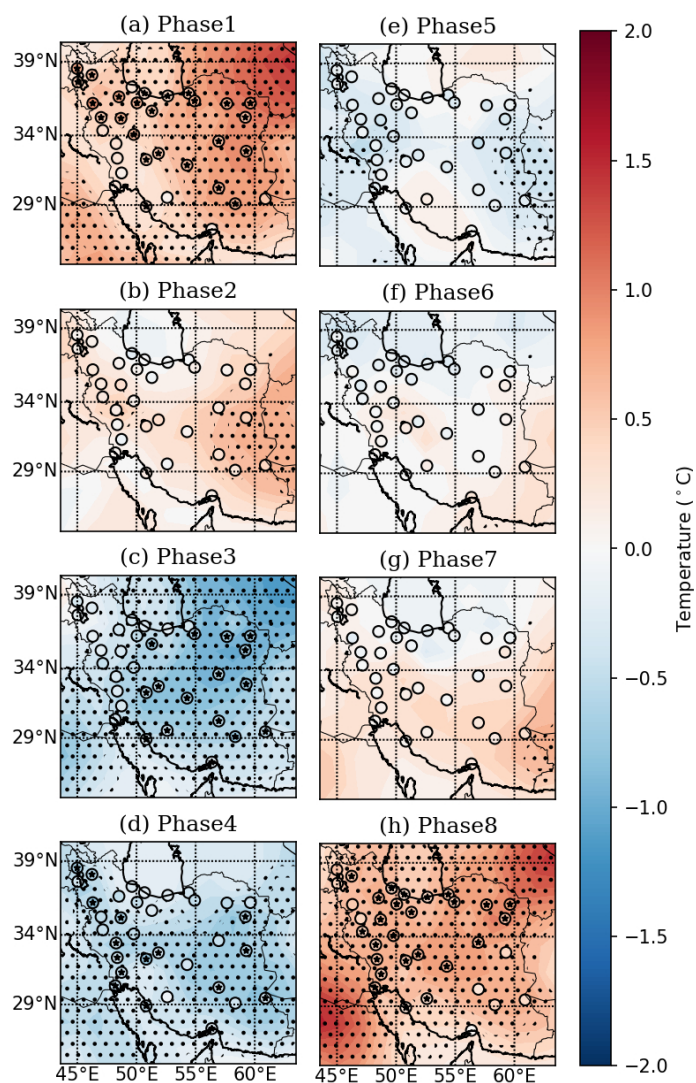 (a) Phase1
39°N
34°N
29°N
(b) Phase2
39°N
34°N
29°N
(c) Phase3
39°N
34°N
29°N
(d) Phase4
39°N
34°N
29°N
45°E 50°E 55°E 60°E
(e) Phase5
(f) Phase6
(g) Phase7
(h) Phase8
45°E 50°E 55°E 60°E
2.0
1.5
1.0
0.5
0.0
−0.5
−1.0
−1.5
−2.0
Temperature (°C)